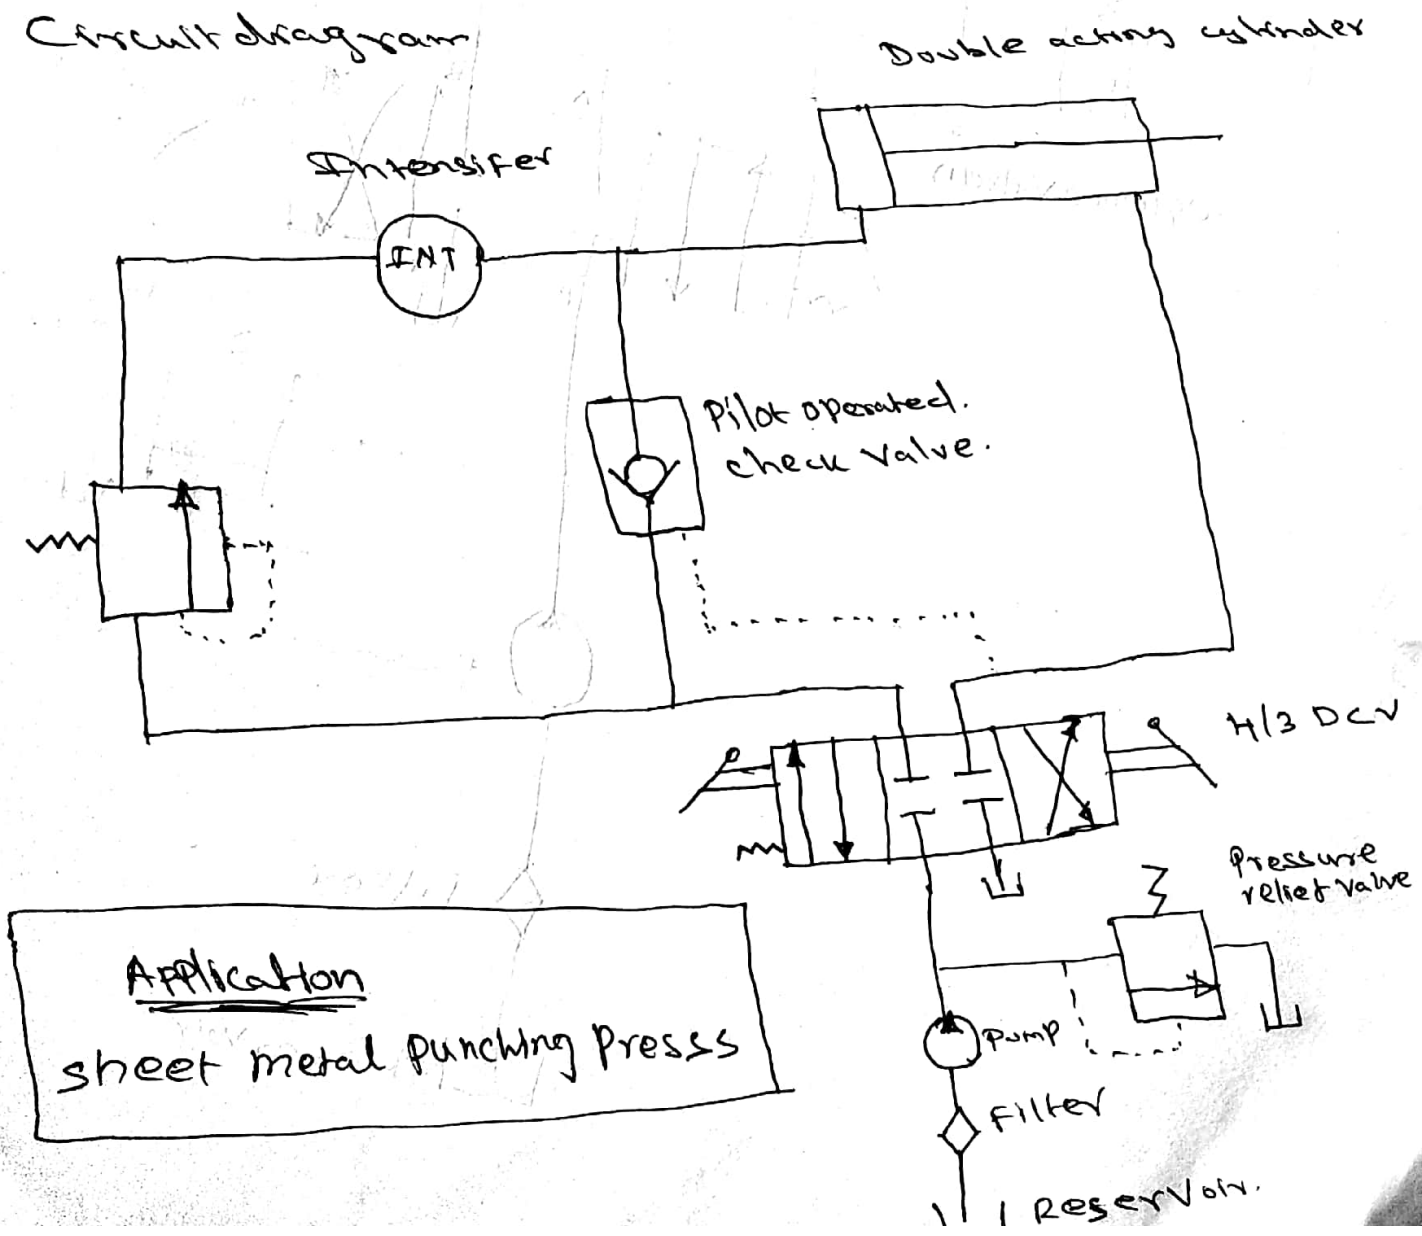 Circuit diagram
Double acting cylinder
Intensifer
INT
Pilot operated.
check valve.
4/3 DCV
Pressure
relief valve
Application
sheet metal punching Presss
Pump
Filter
Reservoir.